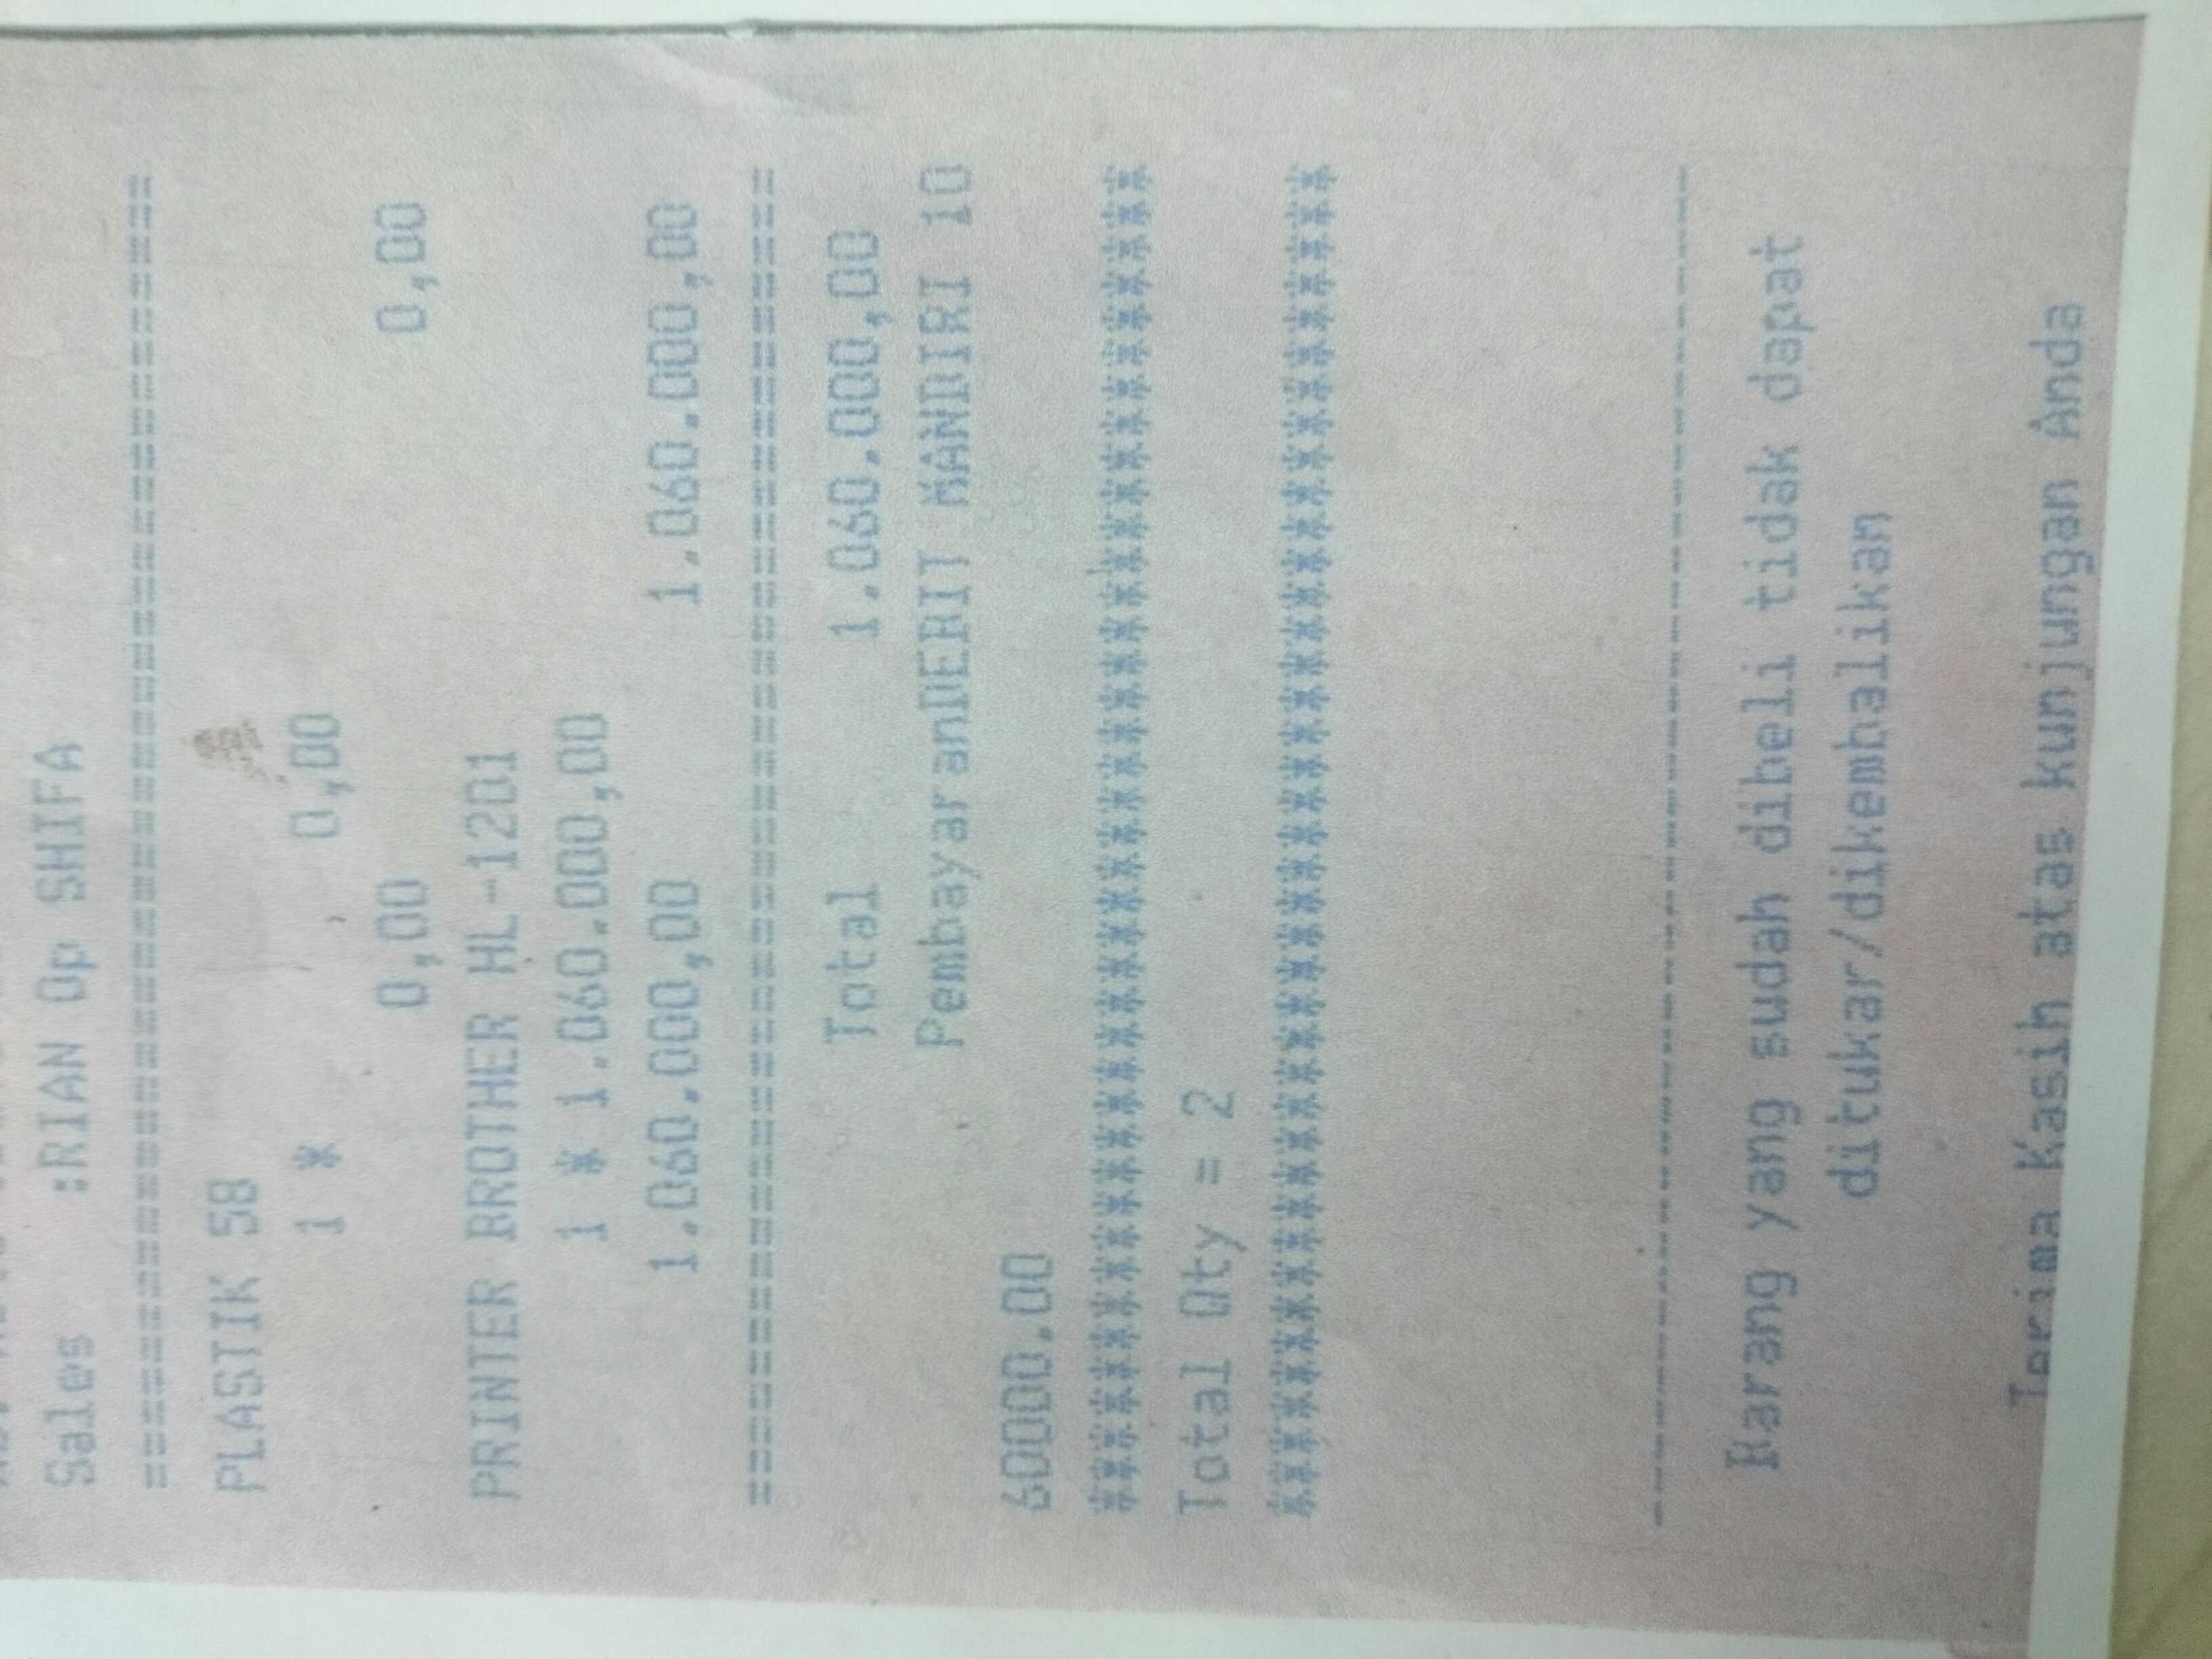 Sales :RIAN Op SHIFA
================================
PLASTIK 58
1 * 0,00
0,00 0,00
PRINTER BROTHER HL-1201
1 * 1.060.000,00
1.060.000,00 1.060.000,00
================================
Total 1.060.000,00
PembayaranDEBIT MANDIRI 10
60000.00
********************************
Total Qty = 2
********************************
--------------------------------
Barang yang sudah dibeli tidak dapat
ditukar/dikembalikan
Terima Kasih atas kunjungan Anda